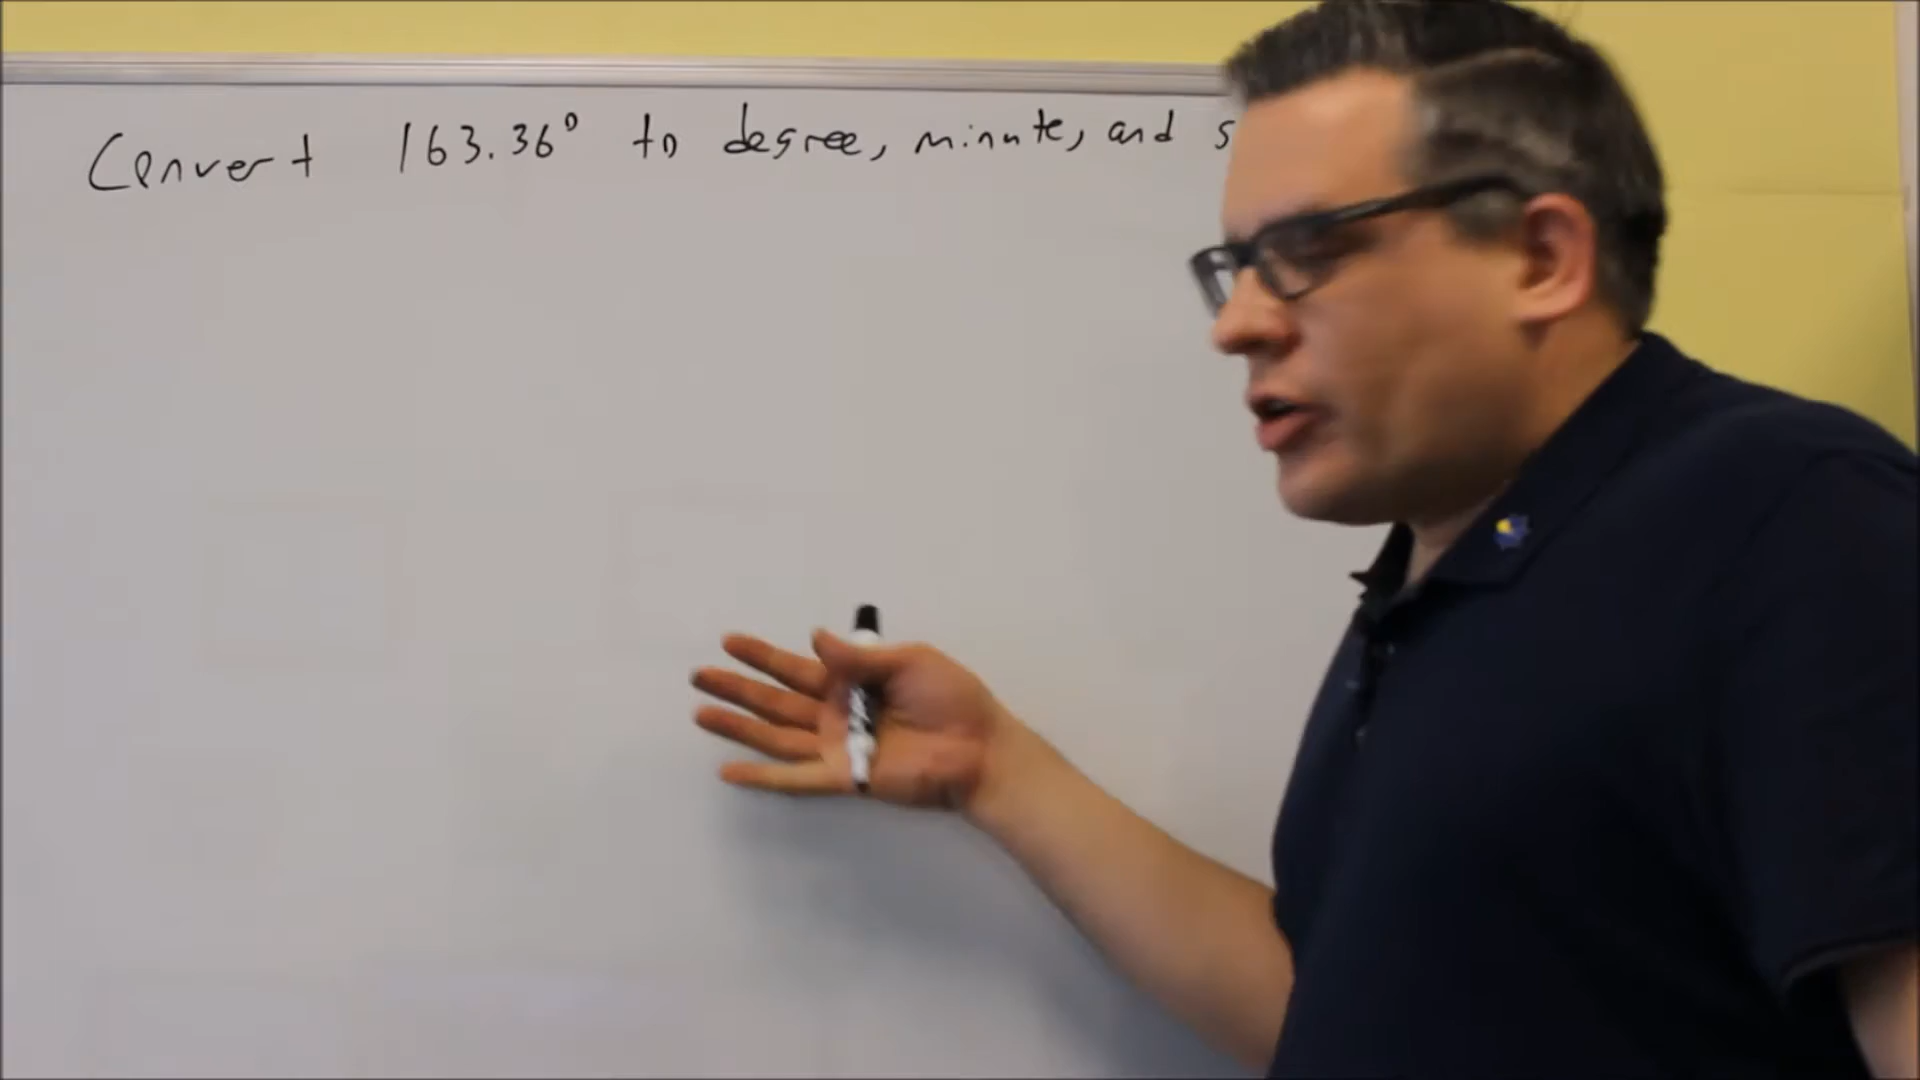 Convert 163.36° to degree, minute, and s